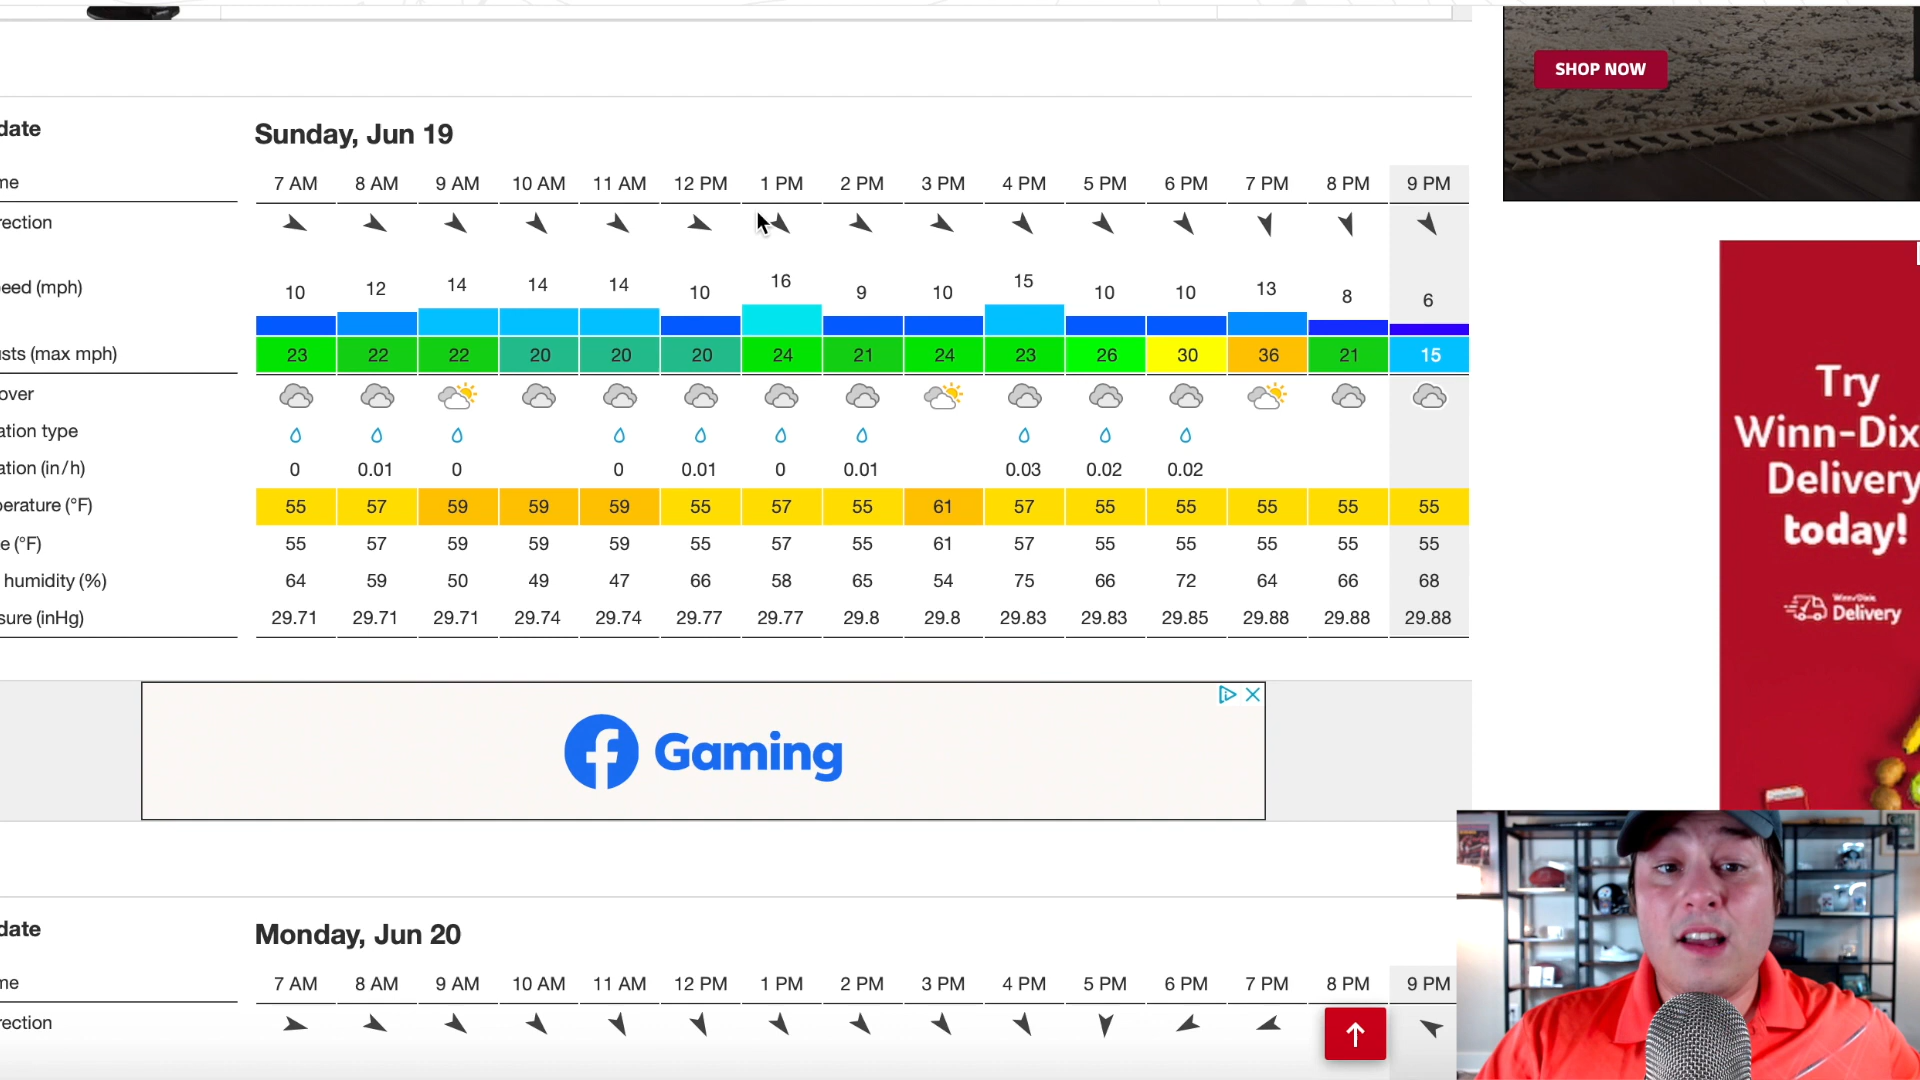 SHOP NOW
date
Sunday, Jun 19
me
7 AM 8 AM 9 AM 10 AM 11 AM 12 PM 1 PM 2 PM 3 PM 4 PM 5 PM 6 PM 7 PM 8 PM 9 PM
rection
eed (mph)
10 12 14 14 14 10 16 9 10 15 10 10 13 8 6
usts (max mph)
23 22 22 20 20 20 24 21 24 23 26 30 36 21 15
over
ation type
ation (in/h)
0 0.01 0 0 0.01 0 0.01 0.03 0.02 0.02
perature (°F)
55 57 59 59 59 55 57 55 61 57 55 55 55 55 55
e (°F)
55 57 59 59 59 55 57 55 61 57 55 55 55 55 55
humidity (%)
64 59 50 49 47 66 58 65 54 75 66 72 64 66 68
sure (inHg)
29.71 29.71 29.71 29.74 29.74 29.77 29.77 29.8 29.8 29.83 29.83 29.85 29.88 29.88 29.88
Try
Winn-Dix
Delivery
today!
Winn/Dixie
Delivery
Gaming
date
Monday, Jun 20
me
7 AM 8 AM 9 AM 10 AM 11 AM 12 PM 1 PM 2 PM 3 PM 4 PM 5 PM 6 PM 7 PM 8 PM 9 PM
rection